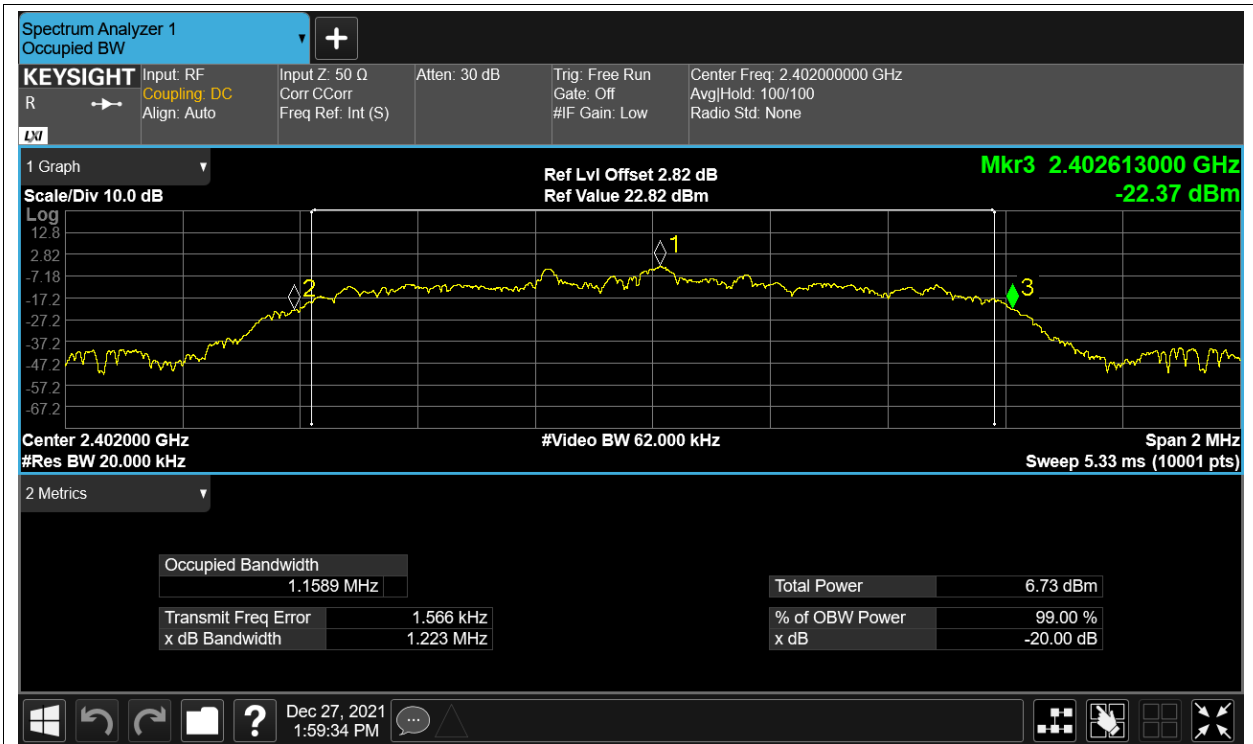 Spectrum Analyzer 1
Occupied BW
KEYSIGHT
R
LXI
Input: RF
Coupling: DC
Align: Auto
Input Z: 50 Ω
Corr CCorr
Freq Ref: Int (S)
Atten: 30 dB
Trig: Free Run
Gate: Off
#IF Gain: Low
Center Freq: 2.402000000 GHz
Avg|Hold: 100/100
Radio Std: None
1 Graph
Scale/Div 10.0 dB
Ref Lvl Offset 2.82 dB
Ref Value 22.82 dBm
Mkr3 2.402613000 GHz
-22.37 dBm
Log
12.8
2.82
-7.18
-17.2
-27.2
-37.2
-47.2
-57.2
-67.2
1
2
3
Center 2.402000 GHz
#Video BW 62.000 kHz
Span 2 MHz
#Res BW 20.000 kHz
Sweep 5.33 ms (10001 pts)
2 Metrics
Occupied Bandwidth
1.1589 MHz
Total Power 6.73 dBm
Transmit Freq Error 1.566 kHz
% of OBW Power 99.00 %
x dB Bandwidth 1.223 MHz
x dB -20.00 dB
?
Dec 27, 2021
1:59:34 PM